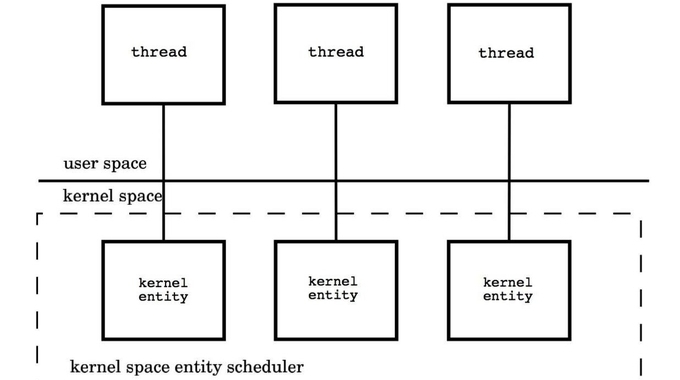 thread
thread
thread
user space
kernel space
kernel
entity
kernel
entity
kernel
entity
kernel space entity scheduler